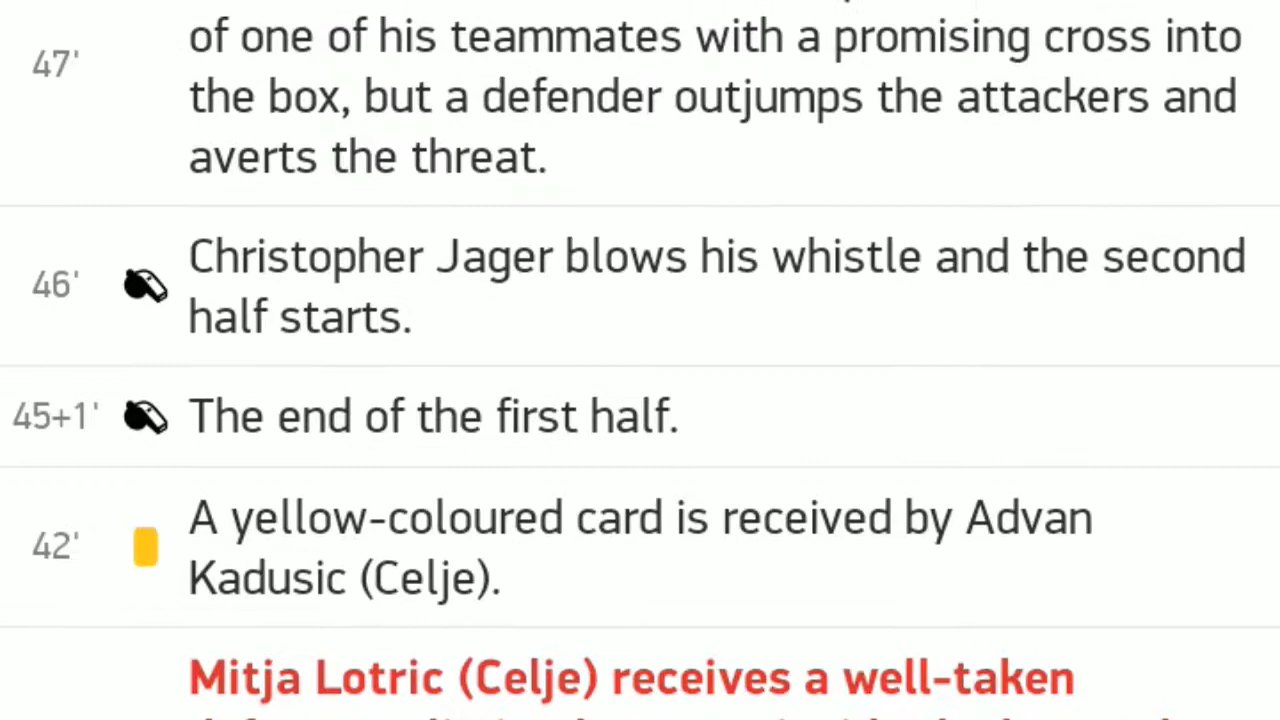 of one of his teammates with a promising cross into
47'
the box, but a defender outjumps the attackers and
averts the threat.
Christopher Jager blows his whistle and the second
46'
half starts.
45+1'
The end of the first half.
A yellow-coloured card is received by Advan
42'
Kadusic (Celje).
Mitja Lotric (Celje) receives a well-taken